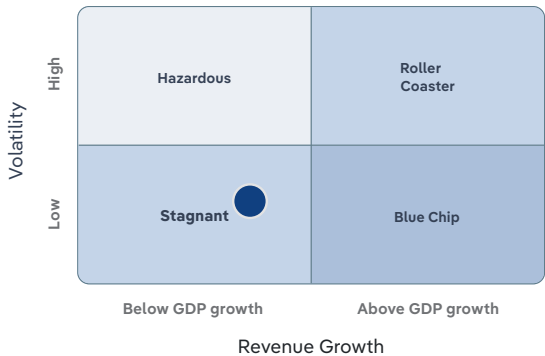 High
Hazardous
Roller
Coaster
Volatility
Low
Stagnant
Blue Chip
Below GDP growth
Above GDP growth
Revenue Growth